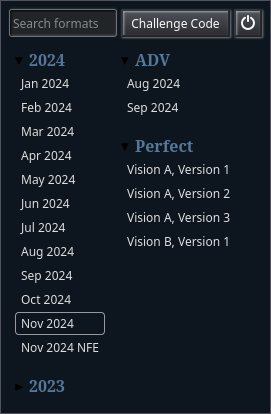 Search formats
Challenge Code
2024
Jan 2024
Feb 2024
Mar 2024
Apr 2024
May 2024
Jun 2024
Jul 2024
Aug 2024
Sep 2024
Oct 2024
Nov 2024
Nov 2024 NFE
2023
ADV
Aug 2024
Sep 2024
Perfect
Vision A, Version 1
Vision A, Version 2
Vision A, Version 3
Vision B, Version 1